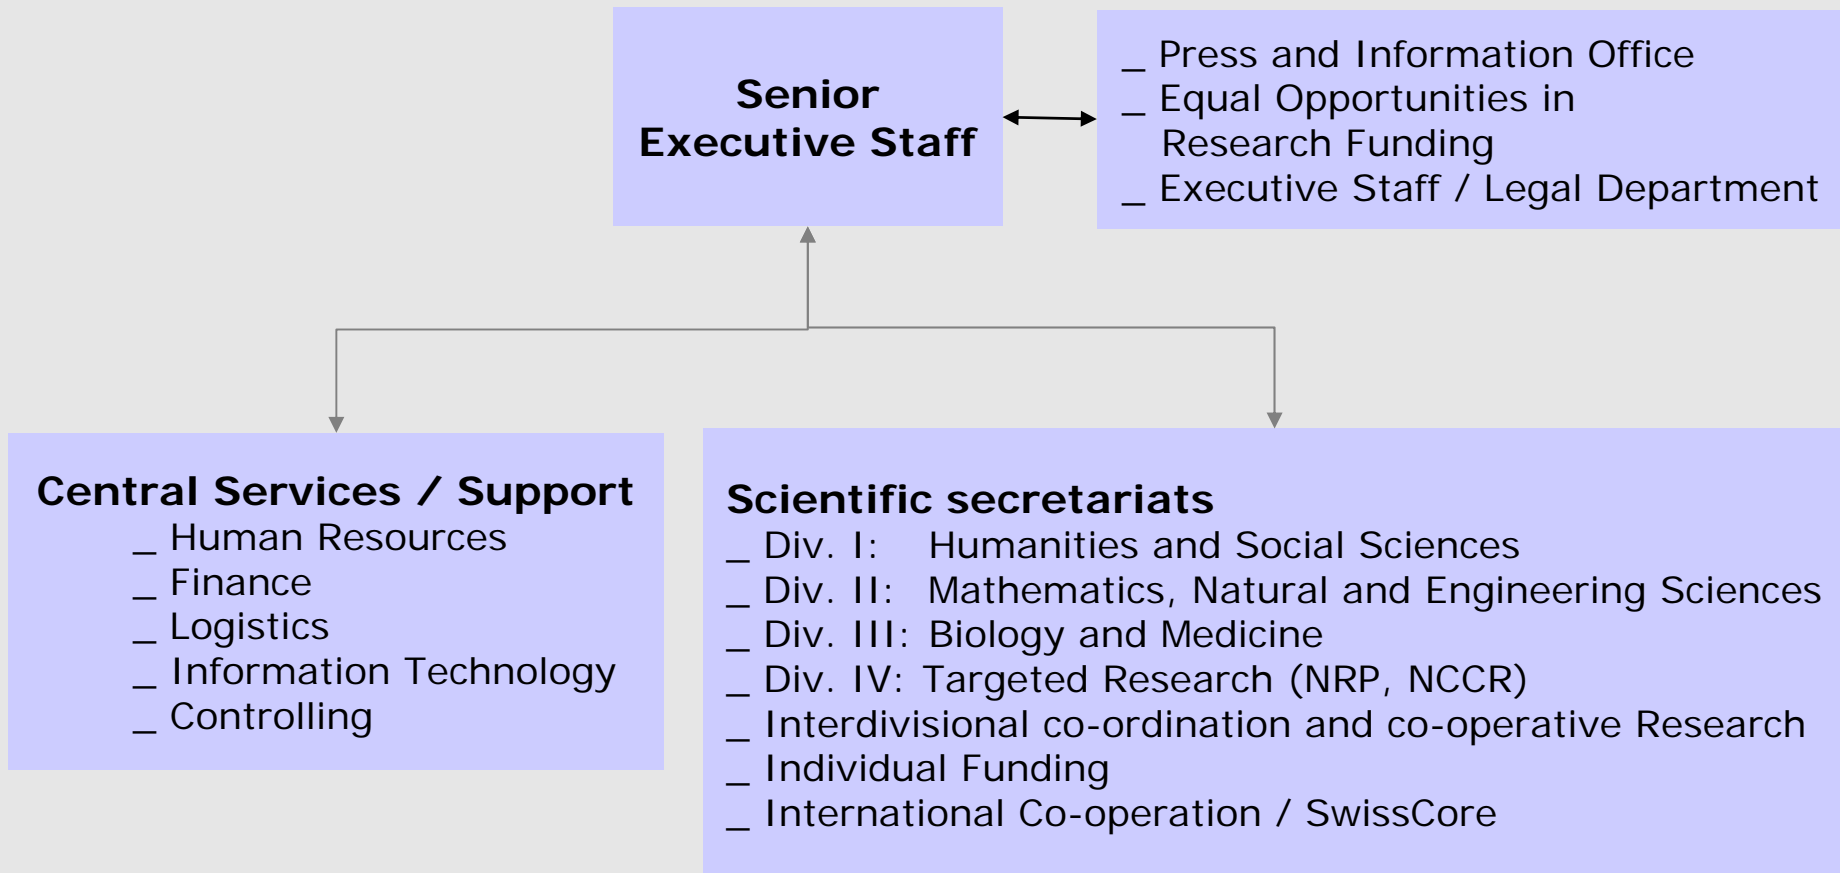 Senior
Executive Staff
_ Press and Information Office
_ Equal Opportunities in
Research Funding
_ Executive Staff / Legal Department
Central Services / Support
_ Human Resources
_ Finance
_ Logistics
_ Information Technology
_ Controlling
Scientific secretariats
_ Div. I: Humanities and Social Sciences
_ Div. II: Mathematics, Natural and Engineering Sciences
_ Div. III: Biology and Medicine
_ Div. IV: Targeted Research (NRP, NCCR)
_ Interdivisional co-ordination and co-operative Research
_ Individual Funding
_ International Co-operation / SwissCore